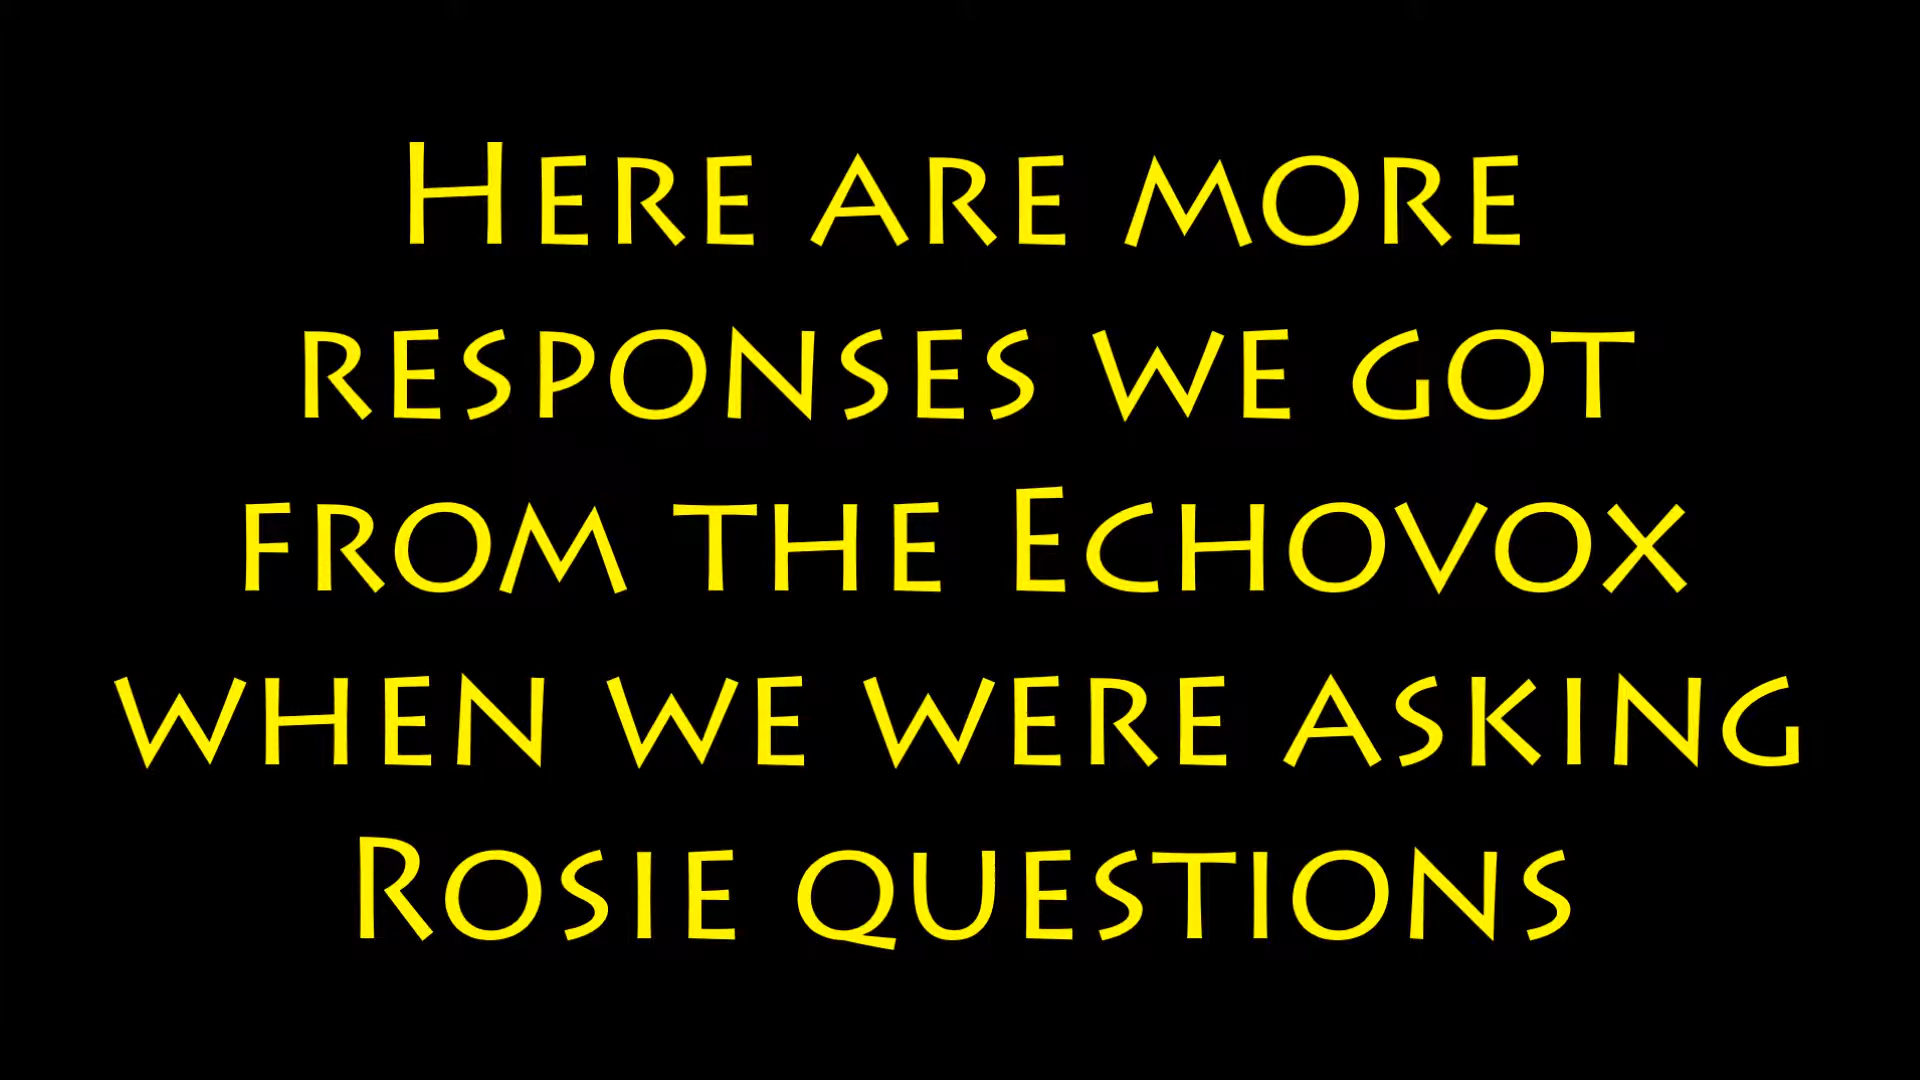 Here are more
responses we got
from the Echovox
when we were asking
Rosie questions